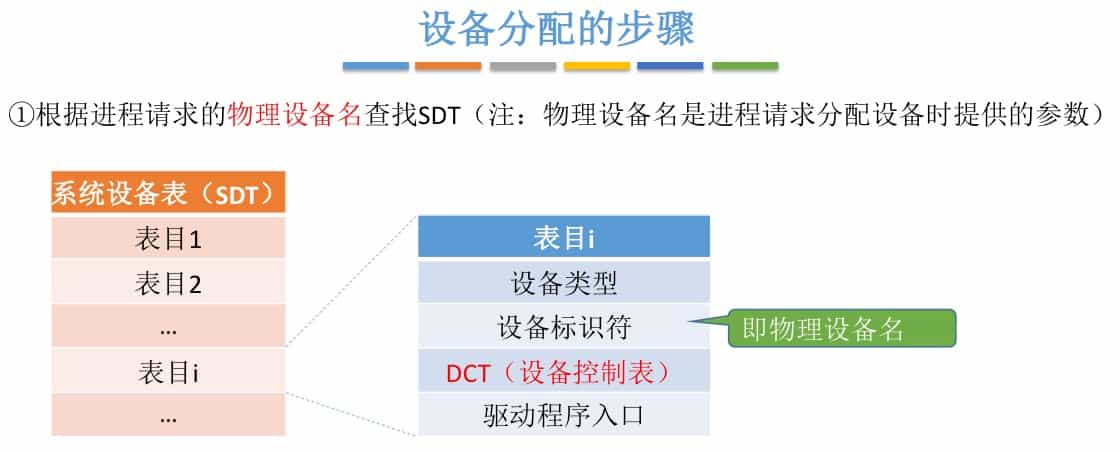 设备分配的步骤
①根据进程请求的物理设备名查找SDT（注：物理设备名是进程请求分配设备时提供的参数）
系统设备表（SDT）
表目1
表目2
...
表目i
...
表目i
设备类型
设备标识符
DCT（设备控制表）
驱动程序入口
即物理设备名